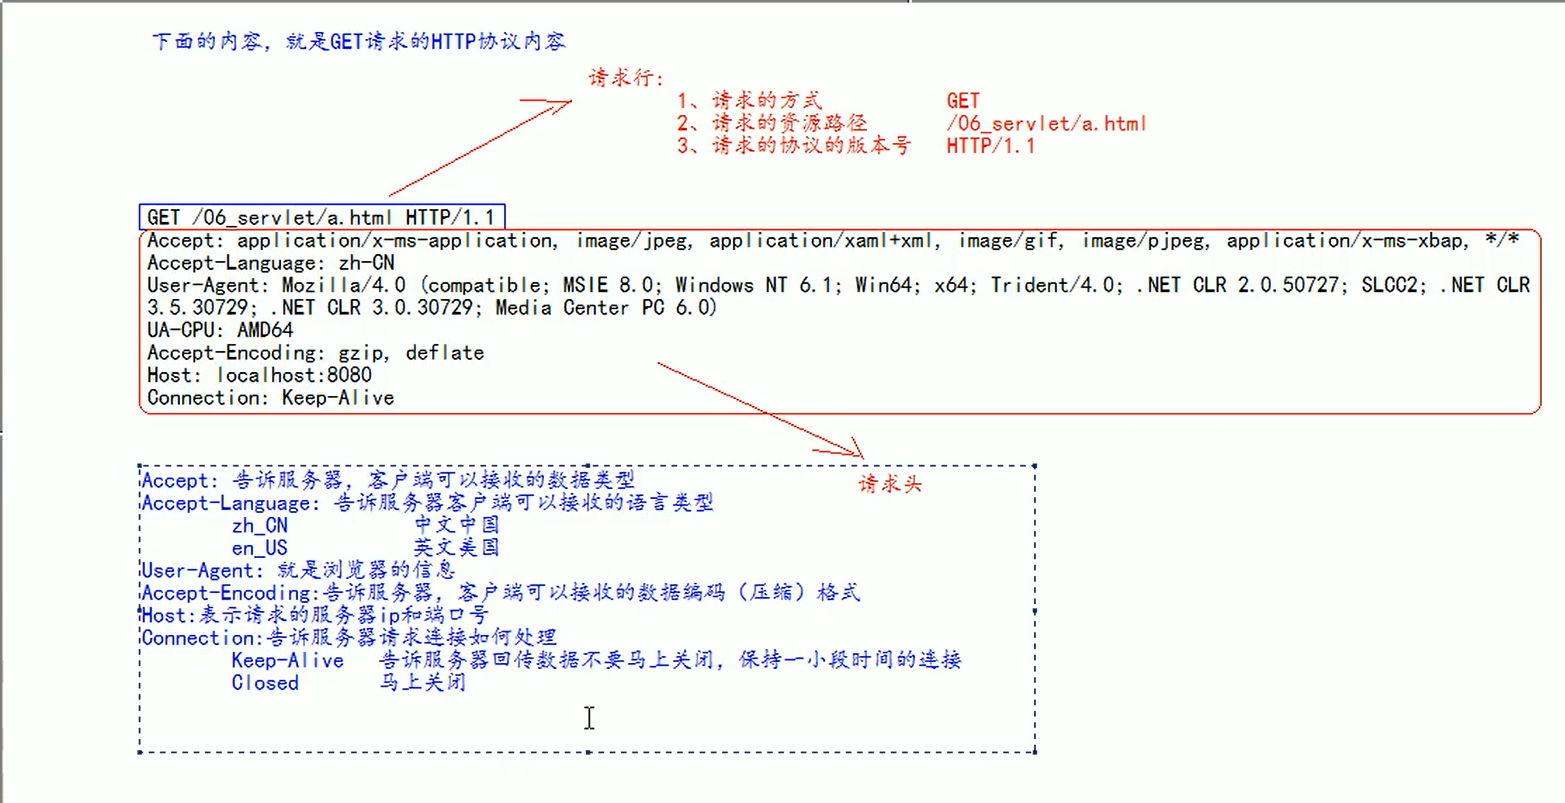 下面的内容，就是GET请求的HTTP协议内容
请求行：
1、请求的方式 GET
2、请求的资源路径 /06_servlet/a.html
3、请求的协议的版本号 HTTP/1.1
GET /06_servlet/a.html HTTP/1.1
Accept: application/x-ms-application, image/jpeg, application/xaml+xml, image/gif, image/pjpeg, application/x-ms-xbap, */*
Accept-Language: zh-CN
User-Agent: Mozilla/4.0 (compatible; MSIE 8.0; Windows NT 6.1; Win64; x64; Trident/4.0; .NET CLR 2.0.50727; SLCC2; .NET CLR
3.5.30729; .NET CLR 3.0.30729; Media Center PC 6.0)
UA-CPU: AMD64
Accept-Encoding: gzip, deflate
Host: localhost:8080
Connection: Keep-Alive
请求头
Accept: 告诉服务器，客户端可以接收的数据类型
Accept-Language: 告诉服务器客户端可以接收的语言类型
zh_CN 中文中国
en_US 英文美国
User-Agent: 就是浏览器的信息
Accept-Encoding:告诉服务器，客户端可以接收的数据编码（压缩）格式
Host:表示请求的服务器ip和端口号
Connection:告诉服务器请求连接如何处理
Keep-Alive 告诉服务器回传数据不要马上关闭，保持一小段时间的连接
Closed 马上关闭